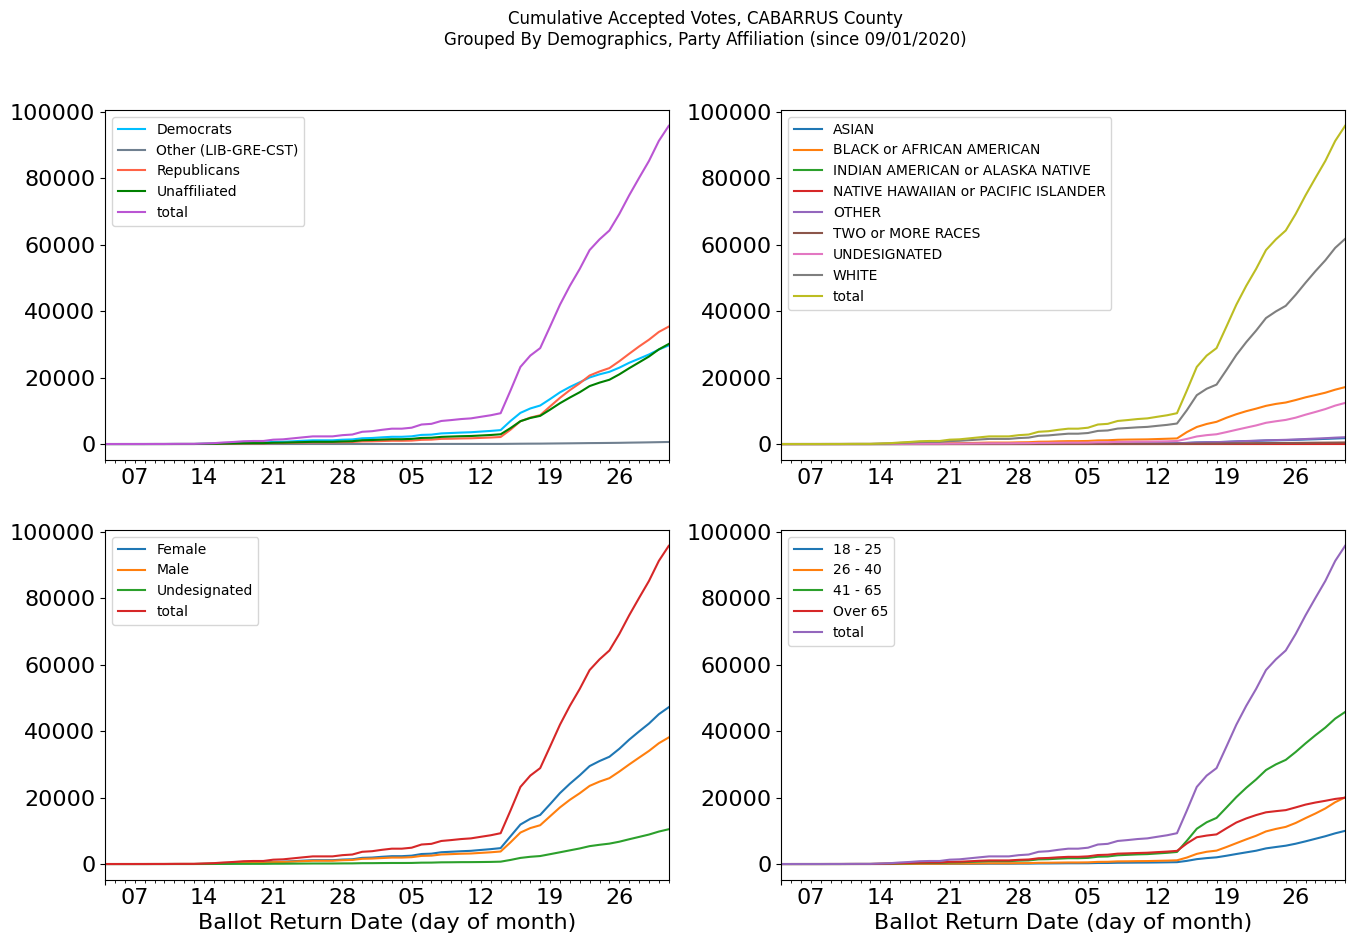 Cumulative Accepted Votes, CABARRUS County
Grouped By Demographics, Party Affiliation (since 09/01/2020)
100000
80000
60000
40000
20000
0
Democrats
Other (LIB-GRE-CST)
Republicans
Unaffiliated
total
07 14 21 28 05 12 19 26
100000
80000
60000
40000
20000
0
ASIAN
BLACK or AFRICAN AMERICAN
INDIAN AMERICAN or ALASKA NATIVE
NATIVE HAWAIIAN or PACIFIC ISLANDER
OTHER
TWO or MORE RACES
UNDESIGNATED
WHITE
total
07 14 21 28 05 12 19 26
100000
80000
60000
40000
20000
0
Female
Male
Undesignated
total
07 14 21 28 05 12 19 26
Ballot Return Date (day of month)
100000
80000
60000
40000
20000
0
18 - 25
26 - 40
41 - 65
Over 65
total
07 14 21 28 05 12 19 26
Ballot Return Date (day of month)